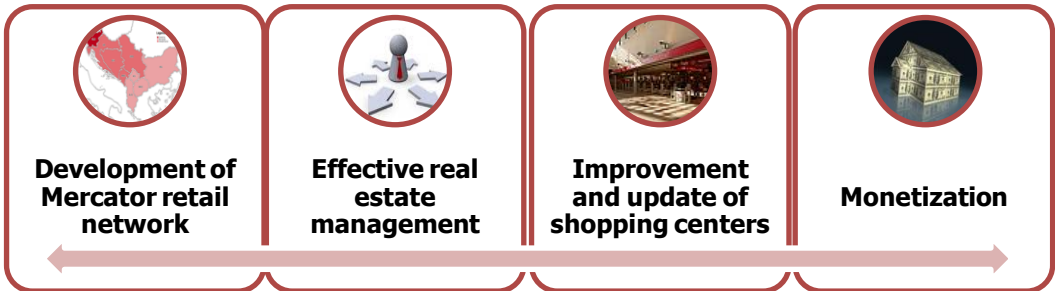 Development of
Mercator retail
network
Effective real
estate
management
Improvement
and update of
shopping centers
Monetization